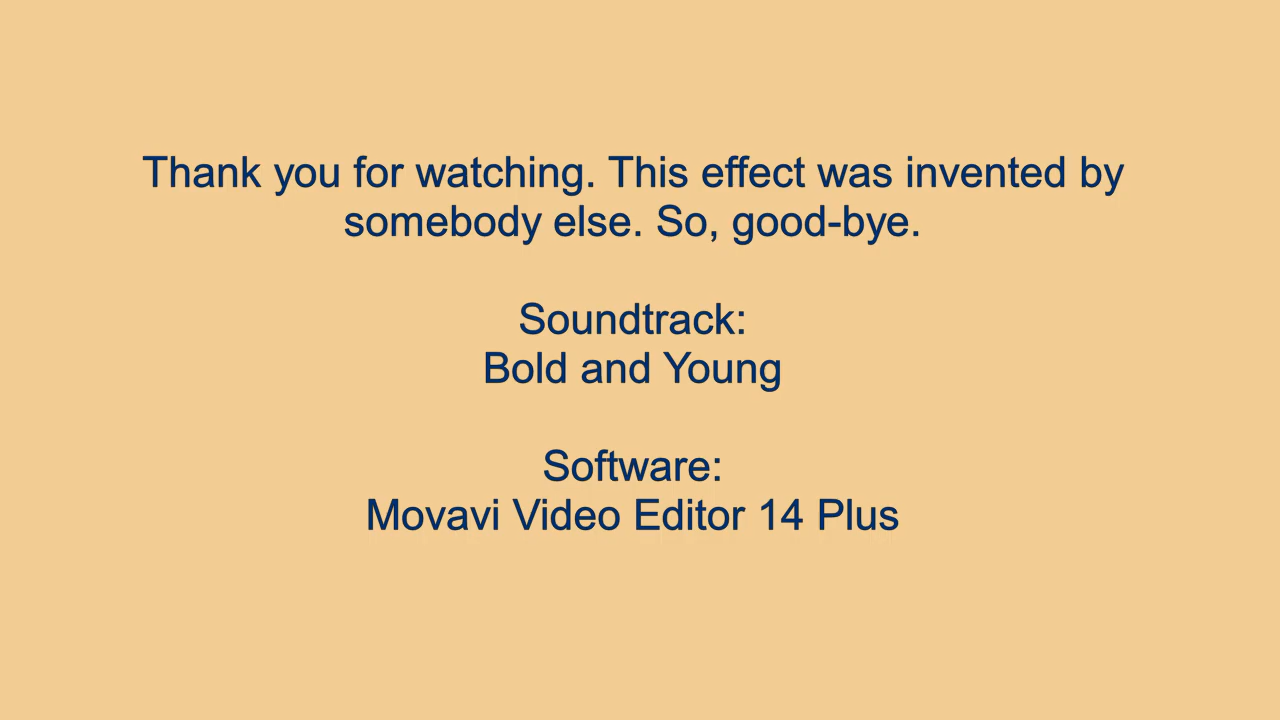 Thank you for watching. This effect was invented by
somebody else. So, good-bye.
Soundtrack:
Bold and Young
Software:
Movavi Video Editor 14 Plus